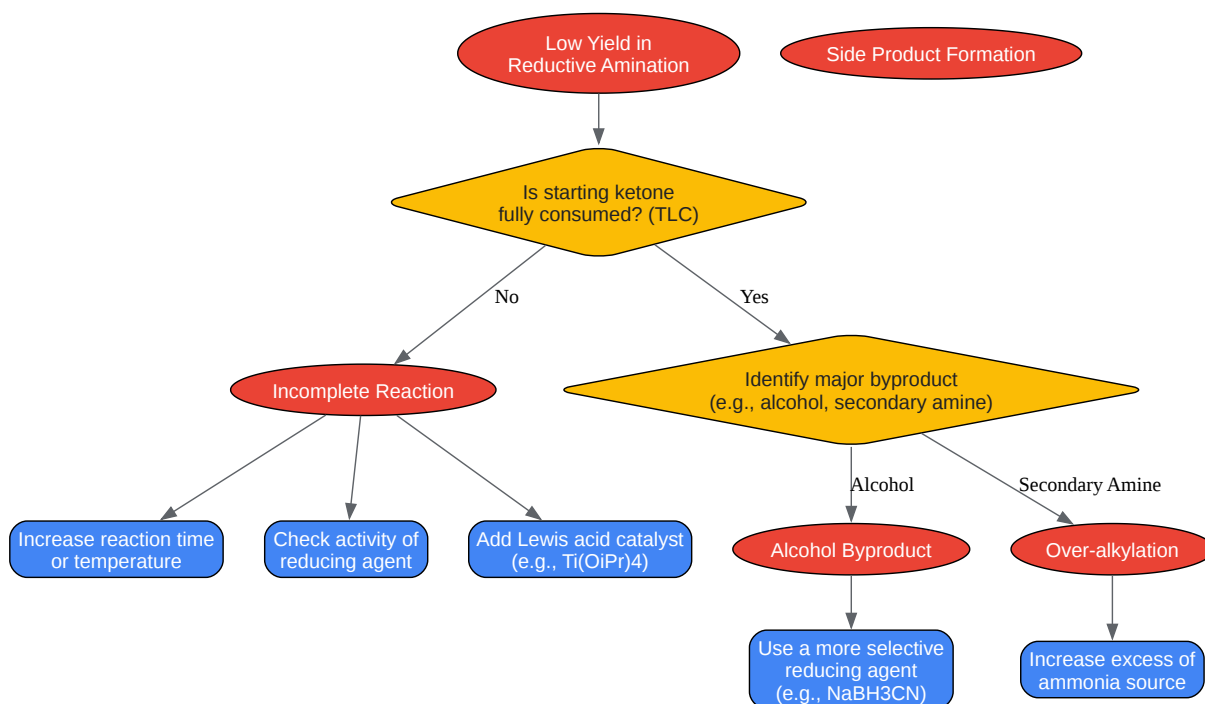 Low Yield in
Reductive Amination
Side Product Formation
Is starting ketone
fully consumed? (TLC)
No
Yes
Incomplete Reaction
Identify major byproduct
(e.g., alcohol, secondary amine)
Alcohol
Secondary Amine
Increase reaction time
or temperature
Check activity of
reducing agent
Add Lewis acid catalyst
(e.g., Ti(OiPr)4)
Alcohol Byproduct
Over-alkylation
Use a more selective
reducing agent
(e.g., NaBH3CN)
Increase excess of
ammonia source